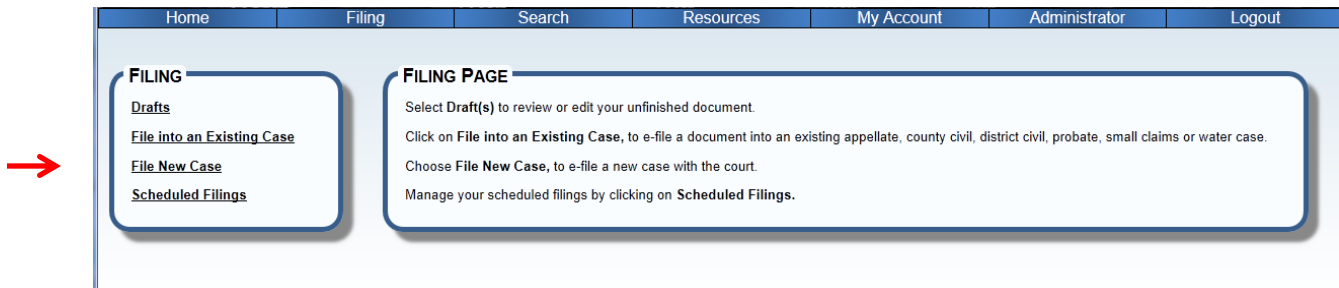 Home Filing Search Resources My Account Administrator Logout
FILING
Drafts
File into an Existing Case
File New Case
Scheduled Filings
FILING PAGE
Select Draft(s) to review or edit your unfinished document.
Click on File into an Existing Case, to e-file a document into an existing appellate, county civil, district civil, probate, small claims or water case.
Choose File New Case, to e-file a new case with the court.
Manage your scheduled filings by clicking on Scheduled Filings.